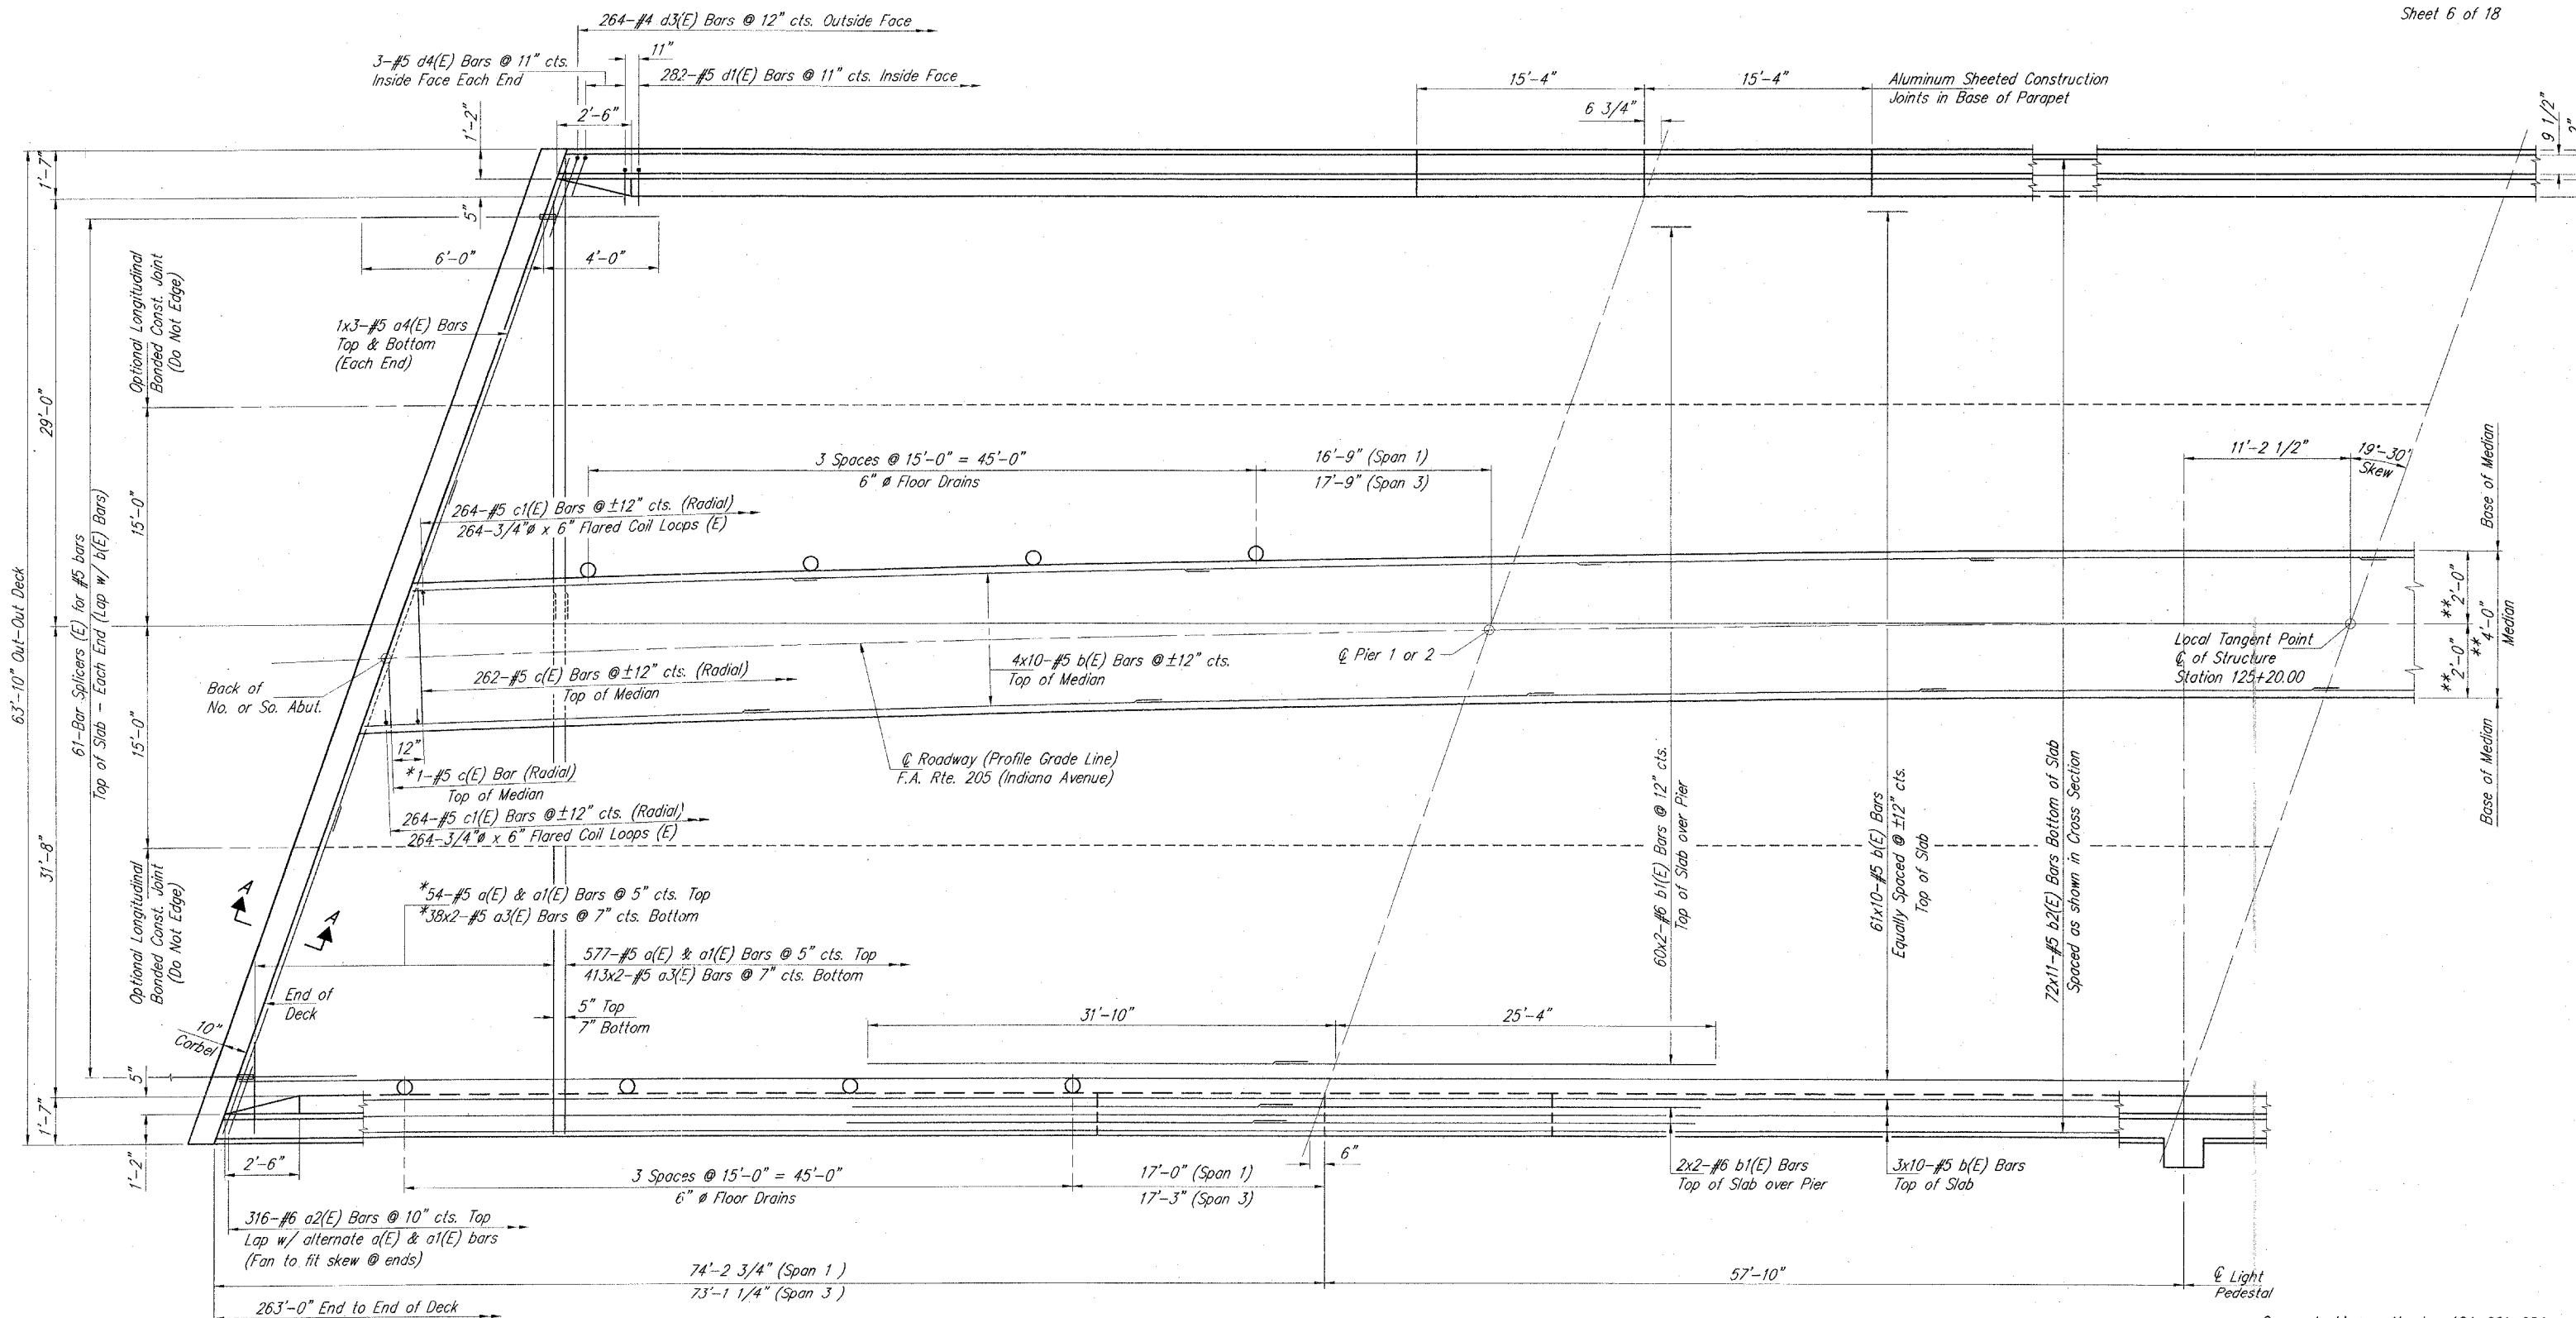 Sheet 6 of 18
264-#4 d3(E) Bars @ 12" cts. Outside Face
3-#5 d4(E) Bars @ 11" cts.
Inside Face Each End
11"
282-#5 d1(E) Bars @ 11" cts. Inside Face
2'-6"
1'-2"
15'-4"
15'-4"
6 3/4"
Aluminum Sheeted Construction
Joints in Base of Parapet
9 1/2"
1'-7"
5"
6'-0"
4'-0"
Optional Longitudinal
Bonded Const. Joint
(Do Not Edge)
1x3-#5 a4(E) Bars
Top & Bottom
(Each End)
29'-0"
63'-10" Out-Out Deck
61-Bar Splicers (E) for #5 bars
Top of Slab - Each End (Lap w/ b(E) Bars)
15'-0"
3 Spaces @ 15'-0" = 45'-0"
6" ø Floor Drains
16'-9" (Span 1)
17'-9" (Span 3)
11'-2 1/2"
19°-30'
Skew
Base of Median
264-#5 c1(E) Bars @ ±12" cts. (Radial)
264-3/4"ø x 6" Flared Coil Loops (E)
**2'-0"
**4'-0"
Median
**2'-0"
Back of
No. or So. Abut.
262-#5 c(E) Bars @ ±12" cts. (Radial)
Top of Median
4x10-#5 b(E) Bars @ ±12" cts.
Top of Median
℄ Pier 1 or 2
Local Tangent Point
℄ of Structure
Station 125+20.00
15'-0"
12"
*1-#5 c(E) Bar (Radial)
Top of Median
264-#5 c1(E) Bars @ ±12" cts. (Radial)
264-3/4"ø x 6" Flared Coil Loops (E)
℄ Roadway (Profile Grade Line)
F.A. Rte. 205 (Indiana Avenue)
Base of Median
31'-8"
Optional Longitudinal
Bonded Const. Joint
(Do Not Edge)
A
A
*54-#5 a(E) & a1(E) Bars @ 5" cts. Top
*38x2-#5 a3(E) Bars @ 7" cts. Bottom
577-#5 a(E) & a1(E) Bars @ 5" cts. Top
413x2-#5 a3(E) Bars @ 7" cts. Bottom
60x2-#6 b1(E) Bars @ 12" cts.
Top of Slab over Pier
61x10-#5 b(E) Bars
Equally Spaced @ ±12" cts.
Top of Slab
72x11-#5 b2(E) Bars Bottom of Slab
Spaced as shown in Cross Section
End of
Deck
10"
Corbel
5" Top
7" Bottom
31'-10"
25'-4"
5"
1'-7"
1'-2"
2'-6"
3 Spaces @ 15'-0" = 45'-0"
6" ø Floor Drains
17'-0" (Span 1)
17'-3" (Span 3)
6"
2x2-#6 b1(E) Bars
Top of Slab over Pier
3x10-#5 b(E) Bars
Top of Slab
316-#6 a2(E) Bars @ 10" cts. Top
Lap w/ alternate a(E) & a1(E) bars
(Fan to fit skew @ ends)
74'-2 3/4" (Span 1 )
73'-1 1/4" (Span 3 )
57'-10"
℄ Light
Pedestal
263'-0" End to End of Deck